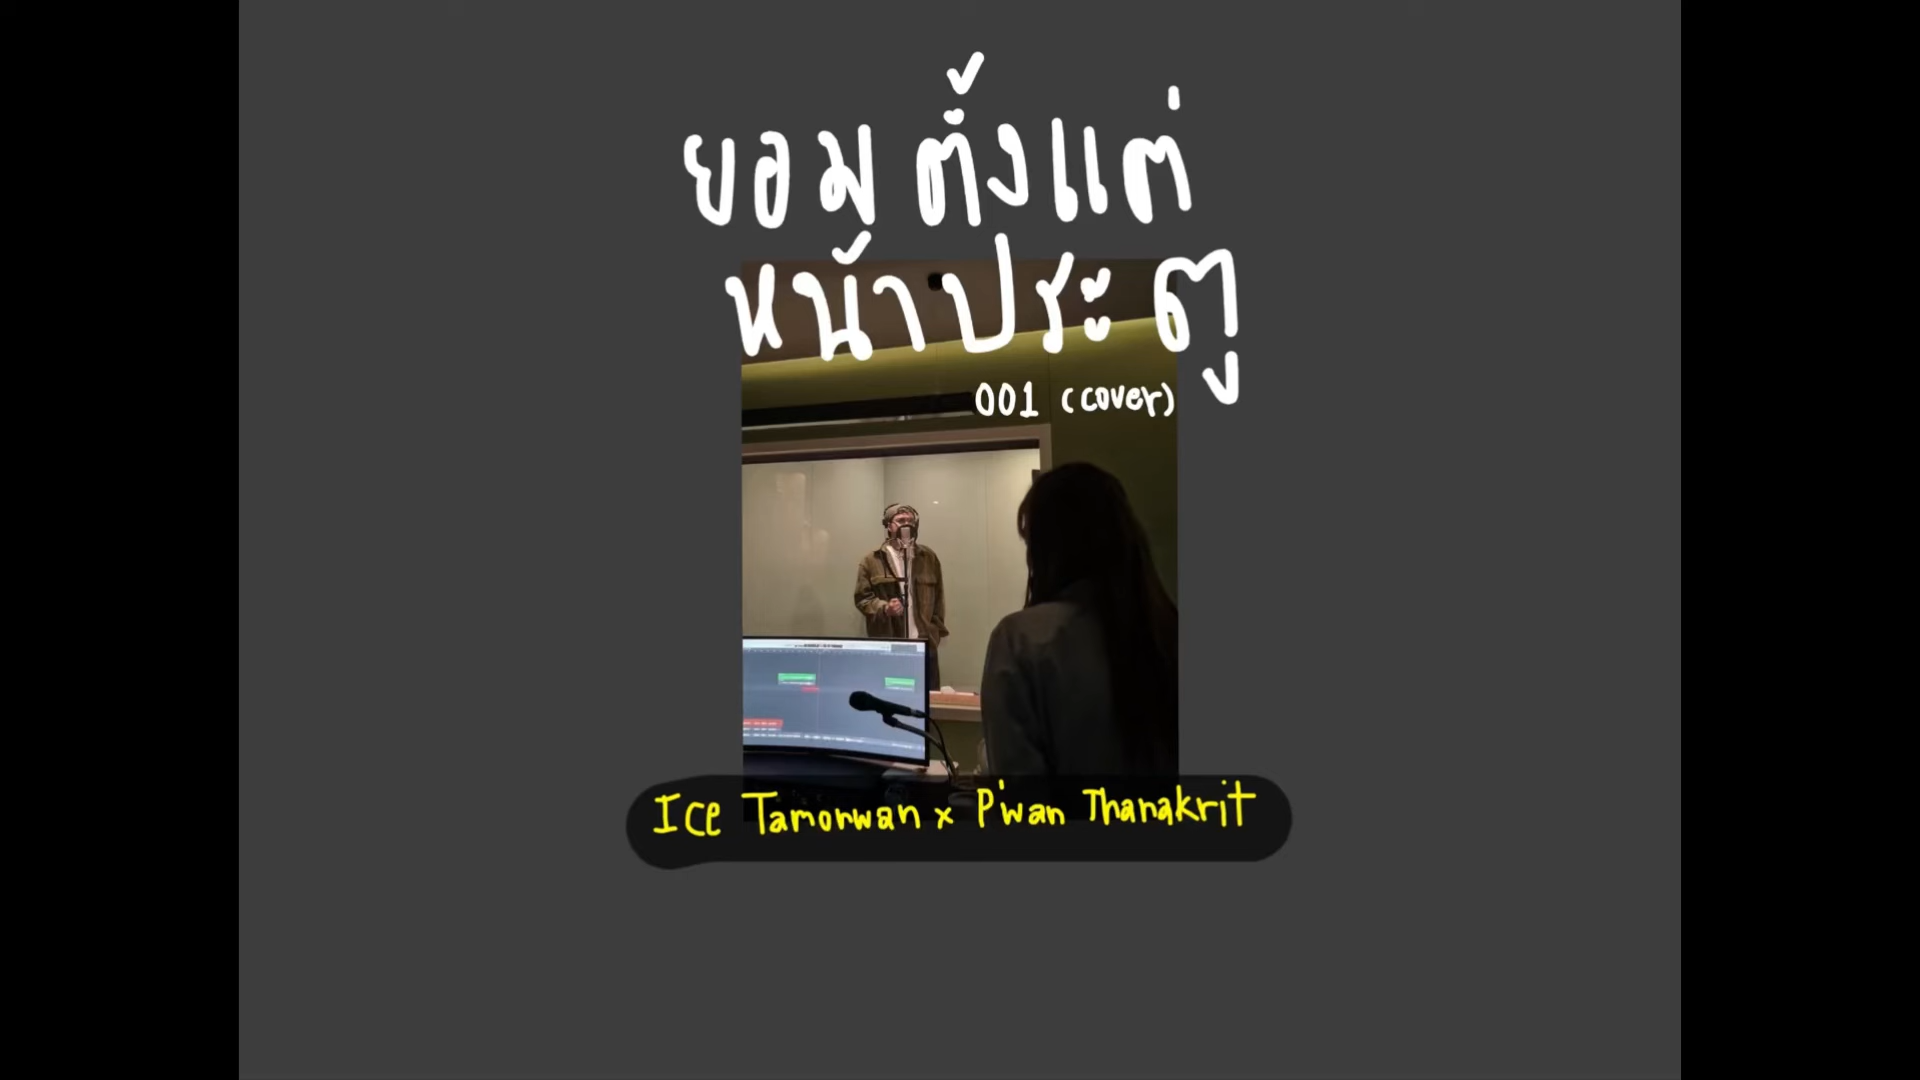 ยอมตั้งแต่
หน้าประตู
001 (cover)
Ice Tamonwan x P'wan Thanakrit